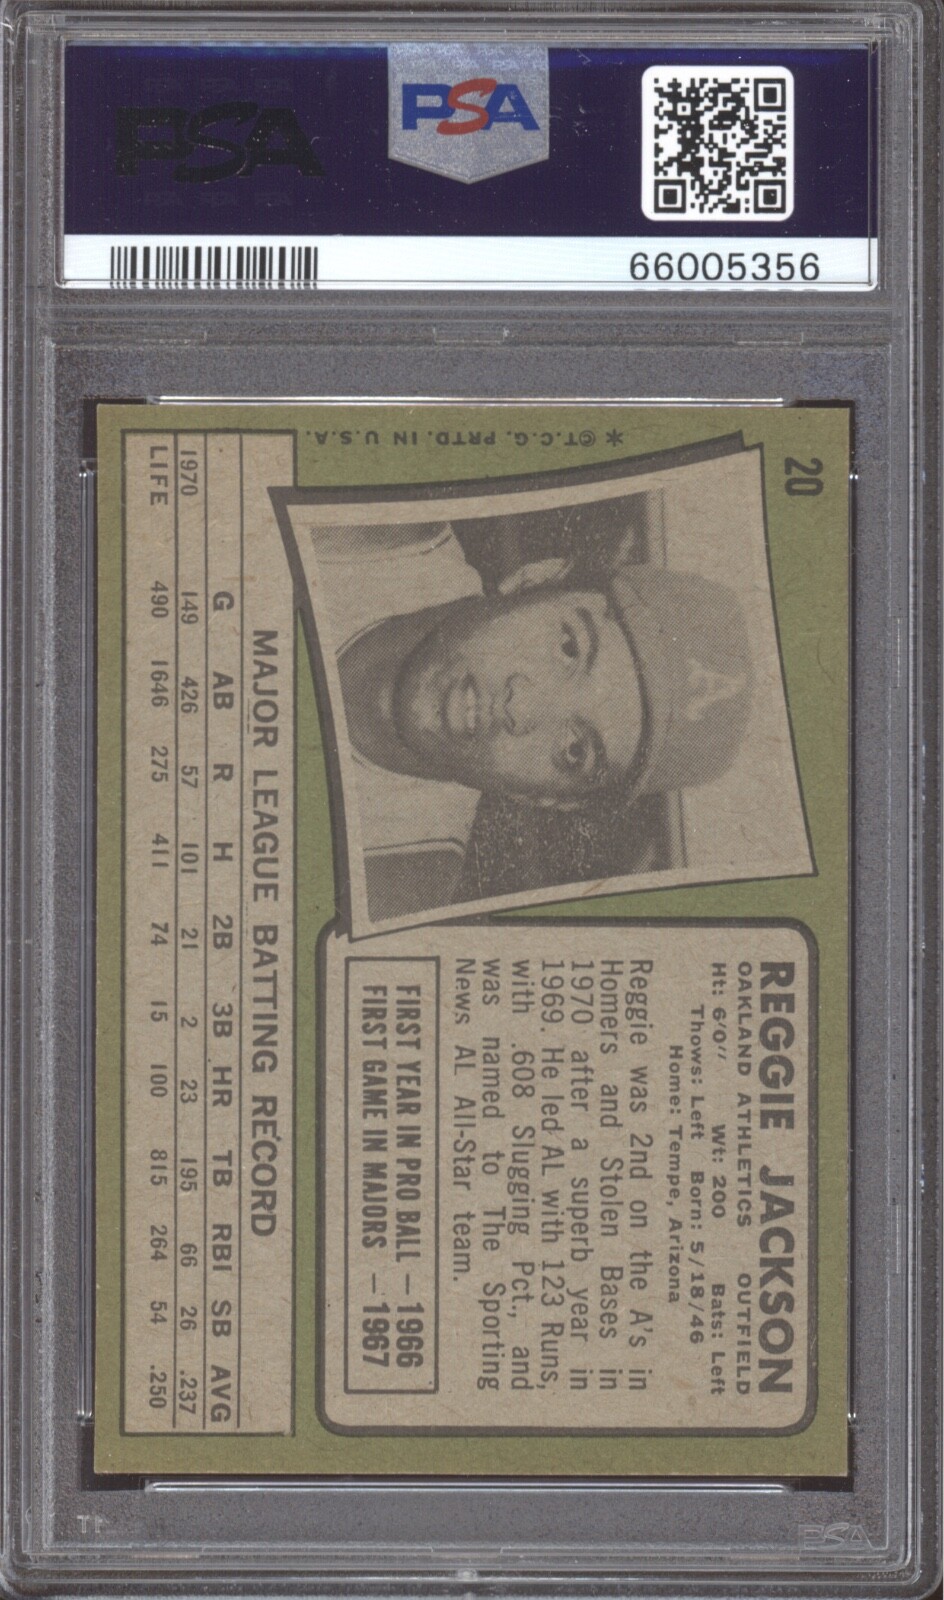 PSA
PSA
66005356
20
REGGIE JACKSON
OAKLAND ATHLETICS OUTFIELD
Ht: 6'0" Wt: 200 Bats: Left
Thows: Left Born: 5/18/46
Home: Tempe, Arizona
Reggie was 2nd on the A's in
Homers and Stolen Bases in
1970 after a superb year in
1969. He led AL with 123 Runs,
with .608 Slugging Pct., and
was named to The Sporting
News AL All-Star team.
FIRST YEAR IN PRO BALL — 1966
FIRST GAME IN MAJORS — 1967
A
*©T.C.G. PRTD. IN U.S.A.
MAJOR LEAGUE BATTING RECORD
G AB R H 2B 3B HR TB RBI SB AVG
1970 149 426 57 101 21 2 23 195 66 26 .237
LIFE 490 1646 275 411 74 15 100 815 264 54 .250
PSA